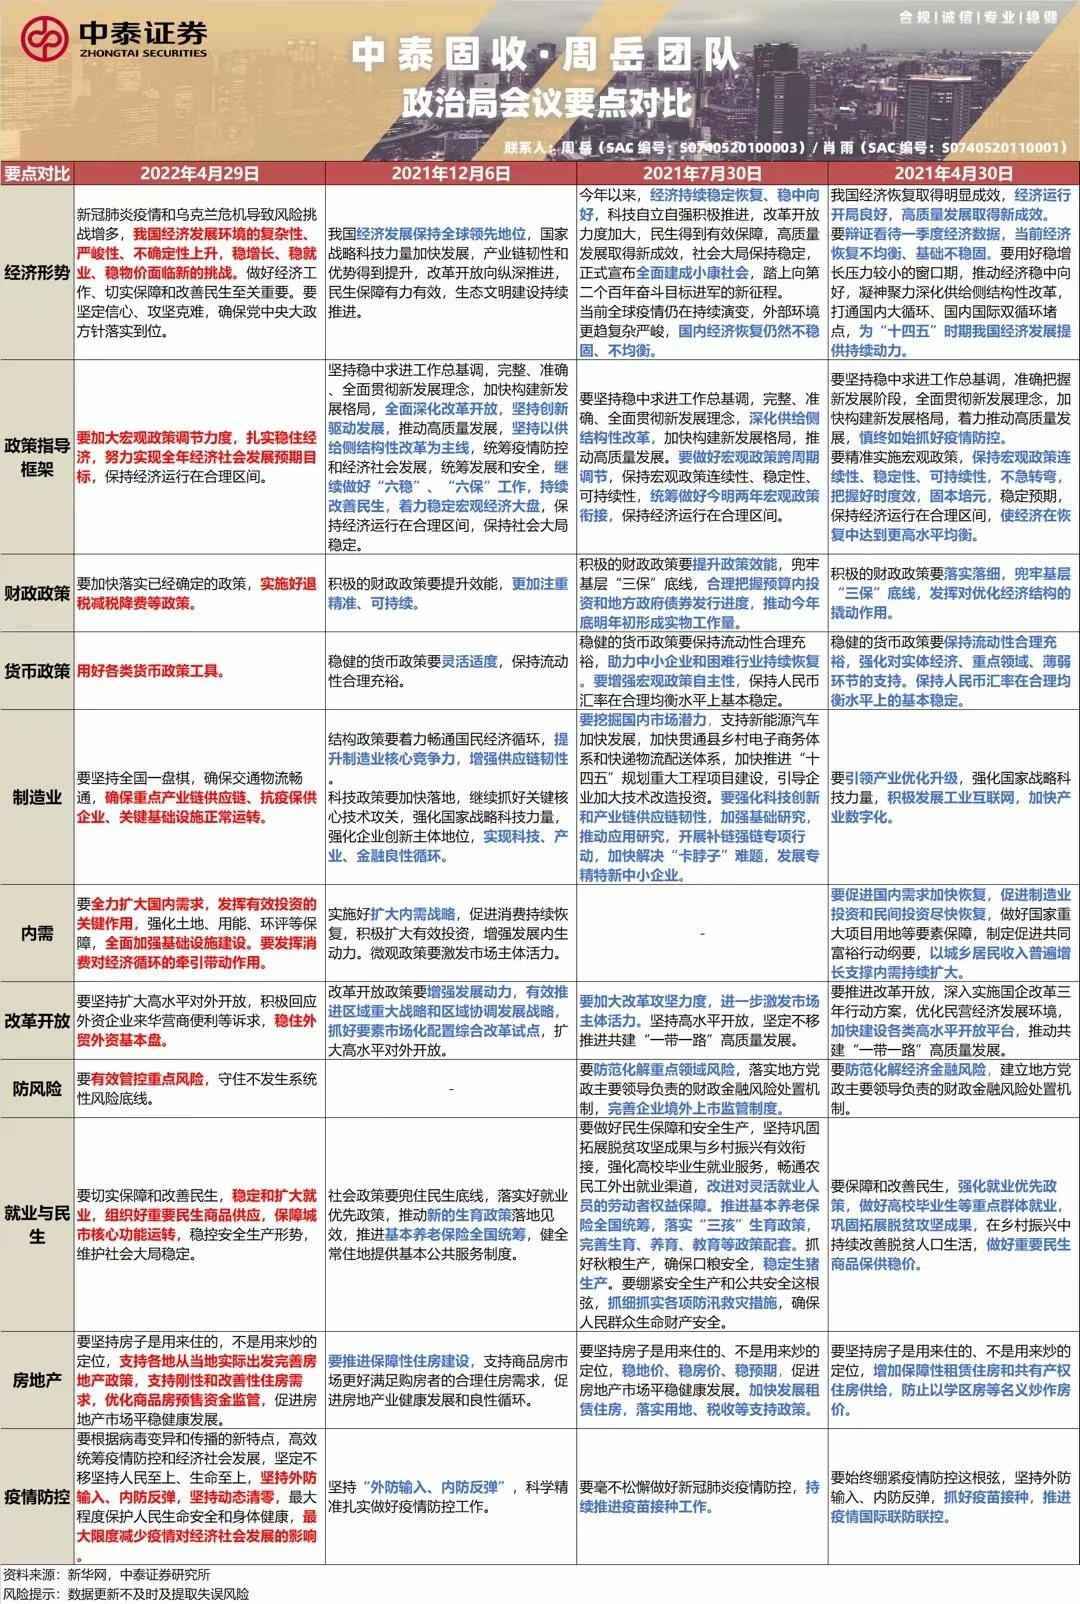 合规|诚信|专业|稳健
中泰证券
ZHONGTAI SECURITIES
中泰固收·周岳团队
政治局会议要点对比
联系人：周岳（SAC 编号：S0740520100003）/ 肖雨（SAC 编号：S0740520110001）
要点对比
2022年4月29日
2021年12月6日
2021年7月30日
2021年4月30日
经济形势
新冠肺炎疫情和乌克兰危机导致风险挑
战增多，我国经济发展环境的复杂性、
严峻性、不确定性上升，稳增长、稳就
业、稳物价面临新的挑战。做好经济工
作、切实保障和改善民生至关重要。要
坚定信心、攻坚克难，确保党中央大政
方针落实到位。
我国经济发展保持全球领先地位，国家
战略科技力量加快发展，产业链韧性和
优势得到提升，改革开放向纵深推进，
民生保障有力有效，生态文明建设持续
推进。
今年以来，经济持续稳定恢复、稳中向
好，科技自立自强积极推进，改革开放
力度加大，民生得到有效保障，高质量
发展取得新成效，社会大局保持稳定，
正式宣布全面建成小康社会，踏上向第
二个百年奋斗目标进军的新征程。
当前全球疫情仍在持续演变，外部环境
更趋复杂严峻，国内经济恢复仍然不稳
固、不均衡。
我国经济恢复取得明显成效，经济运行
开局良好，高质量发展取得新成效。
要辩证看待一季度经济数据，当前经济
恢复不均衡、基础不稳固。要用好稳增
长压力较小的窗口期，推动经济稳中向
好，凝神聚力深化供给侧结构性改革，
打通国内大循环、国内国际双循环堵
点，为“十四五”时期我国经济发展提
供持续动力。
政策指导
框架
要加大宏观政策调节力度，扎实稳住经
济，努力实现全年经济社会发展预期目
标，保持经济运行在合理区间。
坚持稳中求进工作总基调，完整、准确
、全面贯彻新发展理念，加快构建新发
展格局，全面深化改革开放，坚持创新
驱动发展，推动高质量发展，坚持以供
给侧结构性改革为主线，统筹疫情防控
和经济社会发展，统筹发展和安全，继
续做好“六稳”、“六保”工作，持续
改善民生，着力稳定宏观经济大盘，保
持经济运行在合理区间，保持社会大局
稳定。
要坚持稳中求进工作总基调，完整、准
确、全面贯彻新发展理念，深化供给侧
结构性改革，加快构建新发展格局，推
动高质量发展。要做好宏观政策跨周期
调节，保持宏观政策连续性、稳定性、
可持续性，统筹做好今明两年宏观政策
衔接，保持经济运行在合理区间。
要坚持稳中求进工作总基调，准确把握
新发展阶段，全面贯彻新发展理念，加
快构建新发展格局，着力推动高质量发
展，慎终如始抓好疫情防控。
要精准实施宏观政策，保持宏观政策连
续性、稳定性、可持续性，不急转弯，
把握好时度效，固本培元，稳定预期，
保持经济运行在合理区间，使经济在恢
复中达到更高水平均衡。
财政政策
要加快落实已经确定的政策，实施好退
税减税降费等政策。
积极的财政政策要提升效能，更加注重
精准、可持续。
积极的财政政策要提升政策效能，兜牢
基层“三保”底线，合理把握预算内投
资和地方政府债券发行进度，推动今年
底明年初形成实物工作量。
积极的财政政策要落实落细，兜牢基层
“三保”底线，发挥对优化经济结构的
撬动作用。
货币政策
用好各类货币政策工具。
稳健的货币政策要灵活适度，保持流动
性合理充裕。
稳健的货币政策要保持流动性合理充
裕，助力中小企业和困难行业持续恢复
。要增强宏观政策自主性，保持人民币
汇率在合理均衡水平上基本稳定。
稳健的货币政策要保持流动性合理充
裕，强化对实体经济、重点领域、薄弱
环节的支持。保持人民币汇率在合理均
衡水平上的基本稳定。
制造业
要坚持全国一盘棋，确保交通物流畅
通，确保重点产业链供应链、抗疫保供
企业、关键基础设施正常运转。
结构政策要着力畅通国民经济循环，提
升制造业核心竞争力，增强供应链韧性
。
科技政策要加快落地，继续抓好关键核
心技术攻关，强化国家战略科技力量，
强化企业创新主体地位，实现科技、产
业、金融良性循环。
要挖掘国内市场潜力，支持新能源汽车
加快发展，加快贯通县乡村电子商务体
系和快递物流配送体系，加快推进“十
四五”规划重大工程项目建设，引导企
业加大技术改造投资。要强化科技创新
和产业链供应链韧性，加强基础研究，
推动应用研究，开展补链强链专项行
动，加快解决“卡脖子”难题，发展专
精特新中小企业。
要引领产业优化升级，强化国家战略科
技力量，积极发展工业互联网，加快产
业数字化。
内需
要全力扩大国内需求，发挥有效投资的
关键作用，强化土地、用能、环评等保
障，全面加强基础设施建设。要发挥消
费对经济循环的牵引带动作用。
实施好扩大内需战略，促进消费持续恢
复，积极扩大有效投资，增强发展内生
动力。微观政策要激发市场主体活力。
-
要促进国内需求加快恢复，促进制造业
投资和民间投资尽快恢复，做好国家重
大项目用地等要素保障，制定促进共同
富裕行动纲要，以城乡居民收入普遍增
长支撑内需持续扩大。
改革开放
要坚持扩大高水平对外开放，积极回应
外资企业来华营商便利等诉求，稳住外
贸外资基本盘。
改革开放政策要增强发展动力，有效推
进区域重大战略和区域协调发展战略，
抓好要素市场化配置综合改革试点，扩
大高水平对外开放。
要加大改革攻坚力度，进一步激发市场
主体活力。坚持高水平开放，坚定不移
推进共建“一带一路”高质量发展。
要推进改革开放，深入实施国企改革三
年行动方案，优化民营经济发展环境，
加快建设各类高水平开放平台，推动共
建“一带一路”高质量发展。
防风险
要有效管控重点风险，守住不发生系统
性风险底线。
-
要防范化解重点领域风险，落实地方党
政主要领导负责的财政金融风险处置机
制，完善企业境外上市监管制度。
要防范化解经济金融风险，建立地方党
政主要领导负责的财政金融风险处置机
制。
就业与民
生
要切实保障和改善民生，稳定和扩大就
业，组织好重要民生商品供应，保障城
市核心功能运转，稳控安全生产形势，
维护社会大局稳定。
社会政策要兜住民生底线，落实好就业
优先政策，推动新的生育政策落地见
效，推进基本养老保险全国统筹，健全
常住地提供基本公共服务制度。
要做好民生保障和安全生产，坚持巩固
拓展脱贫攻坚成果与乡村振兴有效衔
接，强化高校毕业生就业服务，畅通农
民工外出就业渠道，改进对灵活就业人
员的劳动者权益保障。推进基本养老保
险全国统筹，落实“三孩”生育政策，
完善生育、养育、教育等政策配套。抓
好秋粮生产，确保口粮安全，稳定生猪
生产。要绷紧安全生产和公共安全这根
弦，抓细抓实各项防汛救灾措施，确保
人民群众生命财产安全。
要保障和改善民生，强化就业优先政
策，做好高校毕业生等重点群体就业，
巩固拓展脱贫攻坚成果，在乡村振兴中
持续改善脱贫人口生活，做好重要民生
商品保供稳价。
房地产
要坚持房子是用来住的，不是用来炒的
定位，支持各地从当地实际出发完善房
地产政策，支持刚性和改善性住房需
求，优化商品房预售资金监管，促进房
地产市场平稳健康发展。
要推进保障性住房建设，支持商品房市
场更好满足购房者的合理住房需求，促
进房地产业健康发展和良性循环。
要坚持房子是用来住的、不是用来炒的
定位，稳地价、稳房价、稳预期，促进
房地产市场平稳健康发展。加快发展租
赁住房，落实用地、税收等支持政策。
要坚持房子是用来住的、不是用来炒的
定位，增加保障性租赁住房和共有产权
住房供给，防止以学区房等名义炒作房
价。
疫情防控
要根据病毒变异和传播的新特点，高效
统筹疫情防控和经济社会发展，坚定不
移坚持人民至上、生命至上，坚持外防
输入、内防反弹，坚持动态清零，最大
程度保护人民生命安全和身体健康，最
大限度减少疫情对经济社会发展的影响
。
坚持“外防输入、内防反弹”，科学精
准扎实做好疫情防控工作。
要毫不松懈做好新冠肺炎疫情防控，持
续推进疫苗接种工作。
要始终绷紧疫情防控这根弦，坚持外防
输入、内防反弹，抓好疫苗接种，推进
疫情国际联防联控。
资料来源：新华网，中泰证券研究所
风险提示：数据更新不及时及提取失误风险